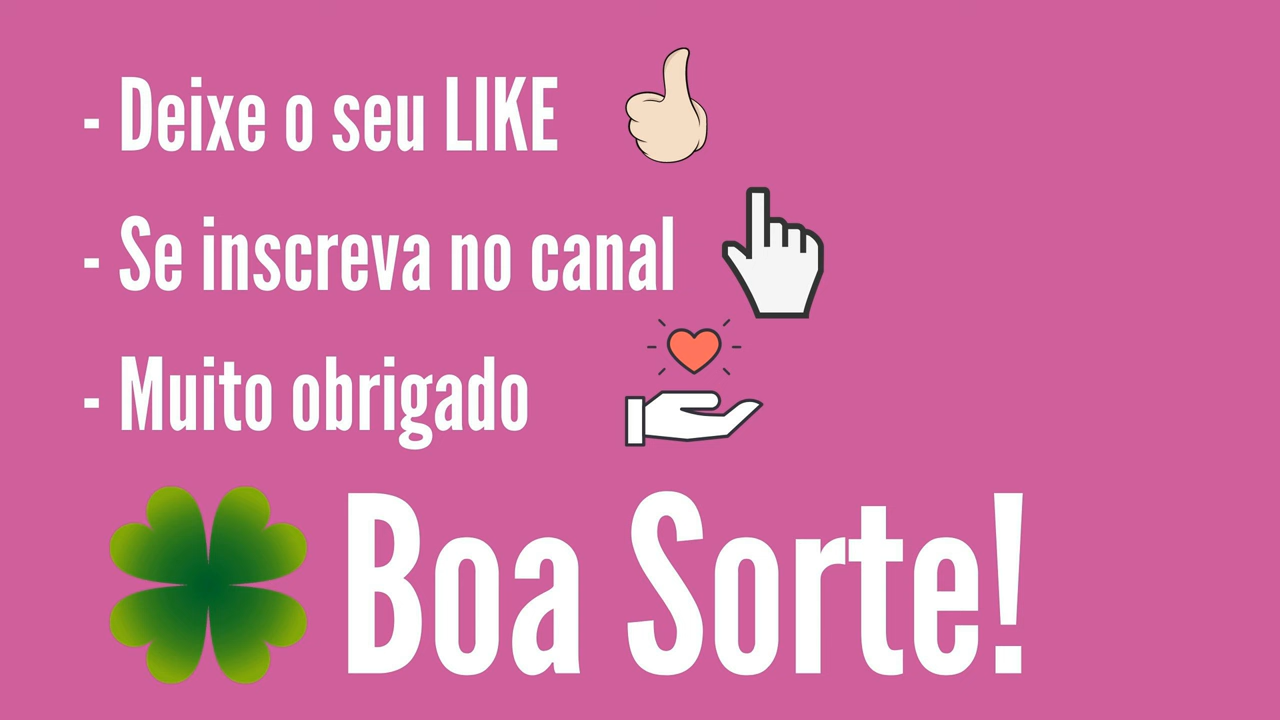 - Deixe o seu LIKE
- Se inscreva no canal
- Muito obrigado
Boa Sorte!